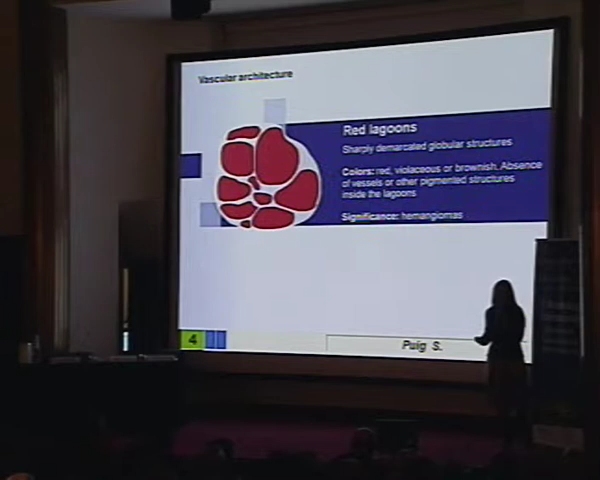 Vascular architecture
Red lagoons
Sharply demarcated globular structures
Colors: red, violaceous or brownish. Absence
of vessels or other pigmented structures
inside the lagoons
Significance: hemangiomas
4
Puig S.